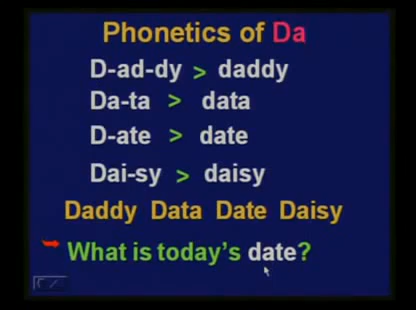 Phonetics of Da
D-ad-dy > daddy
Da-ta > data
D-ate > date
Dai-sy > daisy
Daddy Data Date Daisy
What is today's date?